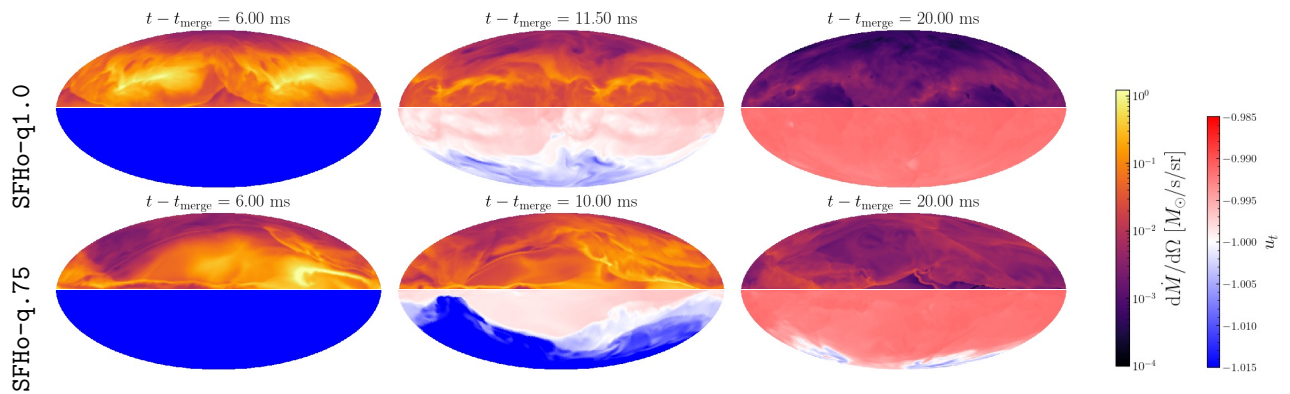 t − t_merge = 6.00 ms
t − t_merge = 11.50 ms
t − t_merge = 20.00 ms
SFHo-q1.0
t − t_merge = 6.00 ms
t − t_merge = 10.00 ms
t − t_merge = 20.00 ms
SFHo-q.75
10⁰
10⁻¹
10⁻²
10⁻³
10⁻⁴
dṀ/dΩ [M_⊙/s/sr]
−0.985
−0.990
−0.995
−1.000
−1.005
−1.010
−1.015
u_t